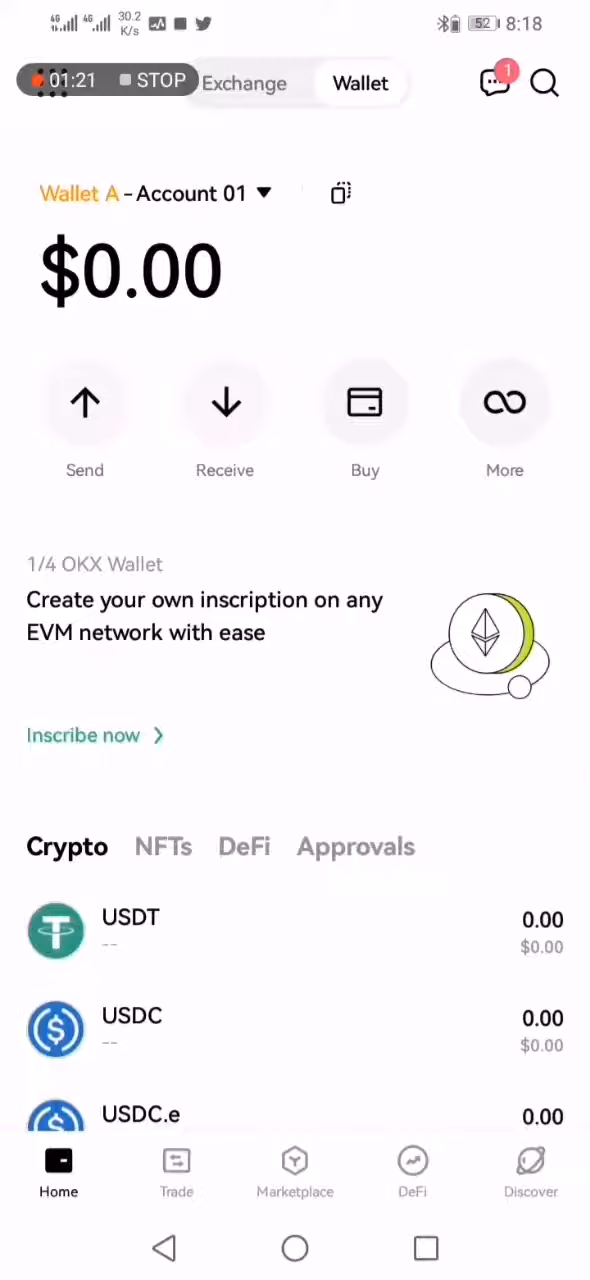 4G 4G 30.2 K/s 52 8:18
01:21 STOP Exchange Wallet 1
Wallet A - Account 01
$0.00
Send Receive Buy More
1/4 OKX Wallet
Create your own inscription on any
EVM network with ease
Inscribe now
Crypto NFTs DeFi Approvals
USDT 0.00
-- $0.00
USDC 0.00
-- $0.00
USDC.e 0.00
Home Trade Marketplace DeFi Discover